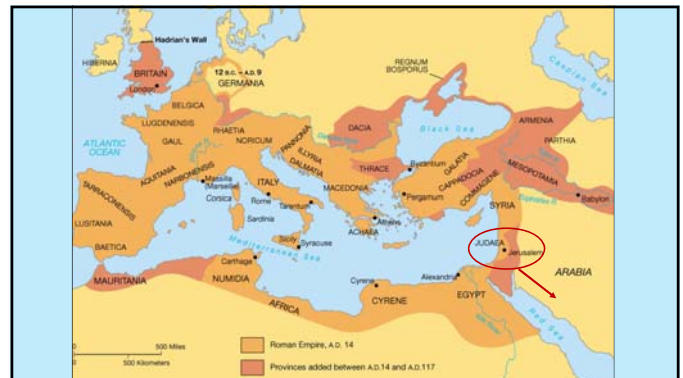 Hadrian's Wall
HIBERNIA
BRITAIN
London
12 B.C. – A.D. 9
GERMANIA
REGNUM
BOSPORUS
Caspian Sea
BELGICA
LUGDENENSIS
GAUL
RHAETIA
NORICUM
PANNONIA
DACIA
Black Sea
ARMENIA
PARTHIA
ATLANTIC
OCEAN
AQUITANIA
NARBONENSIS
ILLYRIA
DALMATIA
THRACE
Byzantium
GALATIA
CAPPADOCIA
COMMAGENE
MESOPOTAMIA
Massilia
(Marseille)
Corsica
ITALY
Rome
Tarentum
MACEDONIA
Pergamum
Babylon
Euphrates R.
TARRACONENSIS
LUSITANIA
BAETICA
Sardinia
Sicily
Syracuse
ACHAEA
Athens
SYRIA
Mediterranean Sea
JUDAEA
Jerusalem
MAURITANIA
NUMIDIA
Carthage
AFRICA
Cyrene
CYRENE
Alexandria
EGYPT
ARABIA
Red Sea
0 500 Miles
0 500 Kilometers
Roman Empire, A.D. 14
Provinces added between A.D.14 and A.D.117